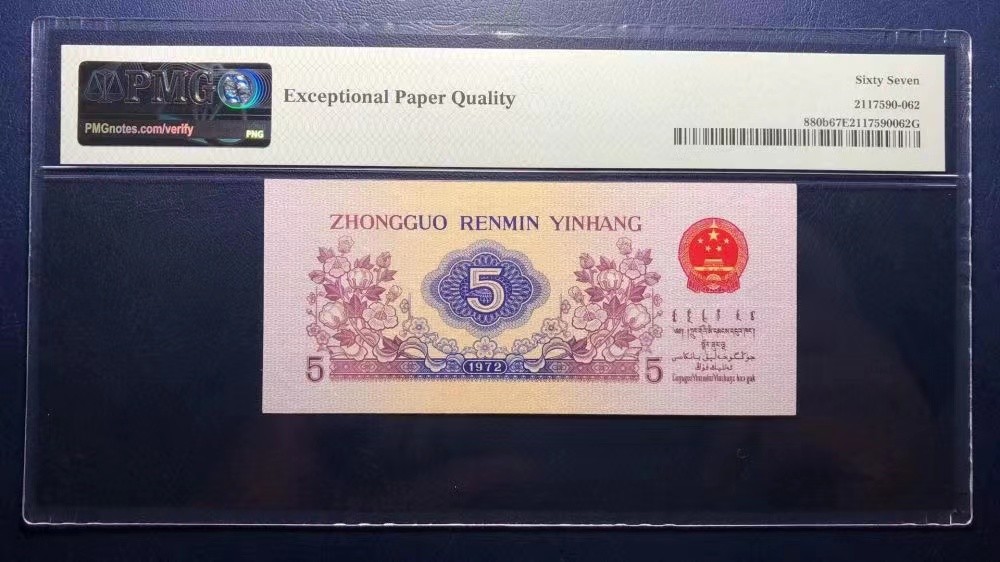 PMG
PMGnotes.com/verify
PNG
Exceptional Paper Quality
Sixty Seven
2117590-062
880b67E2117590062G
ZHONGGUO RENMIN YINHANG
5
5
1972
5